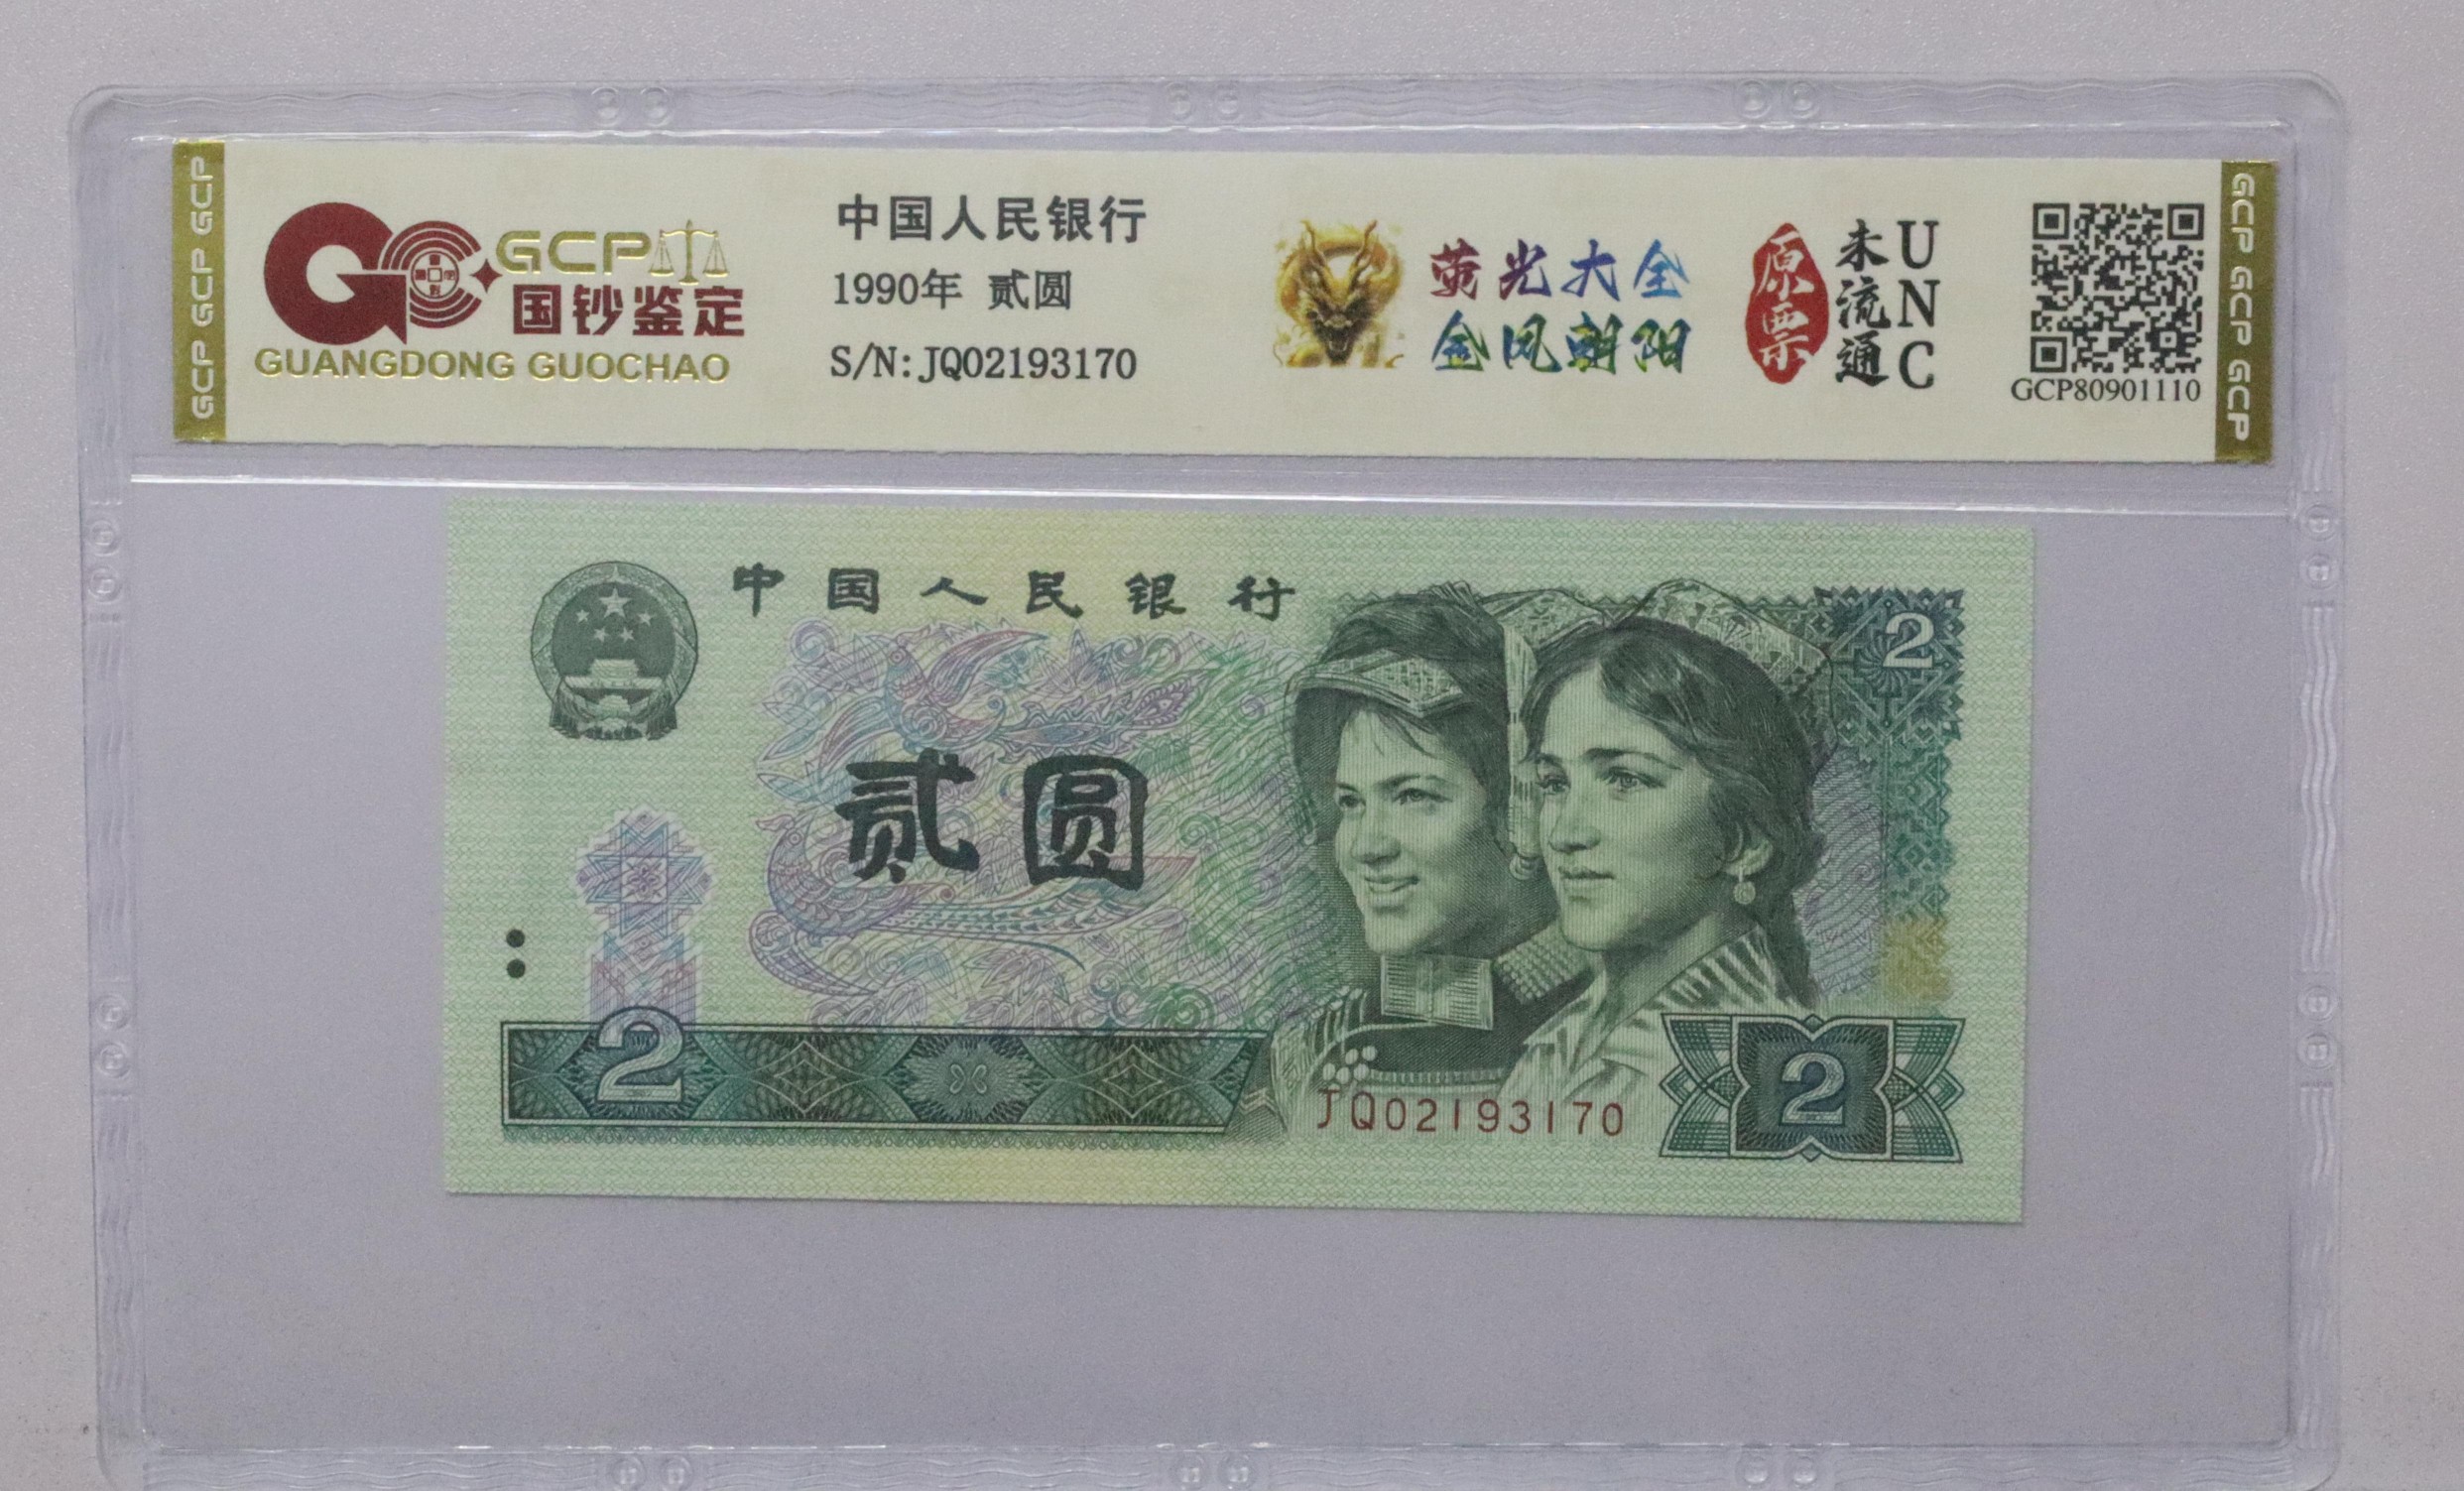 GCP GCP GCP
GCP
国钞鉴定
GUANGDONG GUOCHAO
中国人民银行
1990年 贰圆
S/N: JQ02193170
荧光大全
金凤朝阳
原票
未流通
UNC
GCP80901110
GCP GCP GCP
中国人民银行
2
贰圆
2
JQ02193170
2